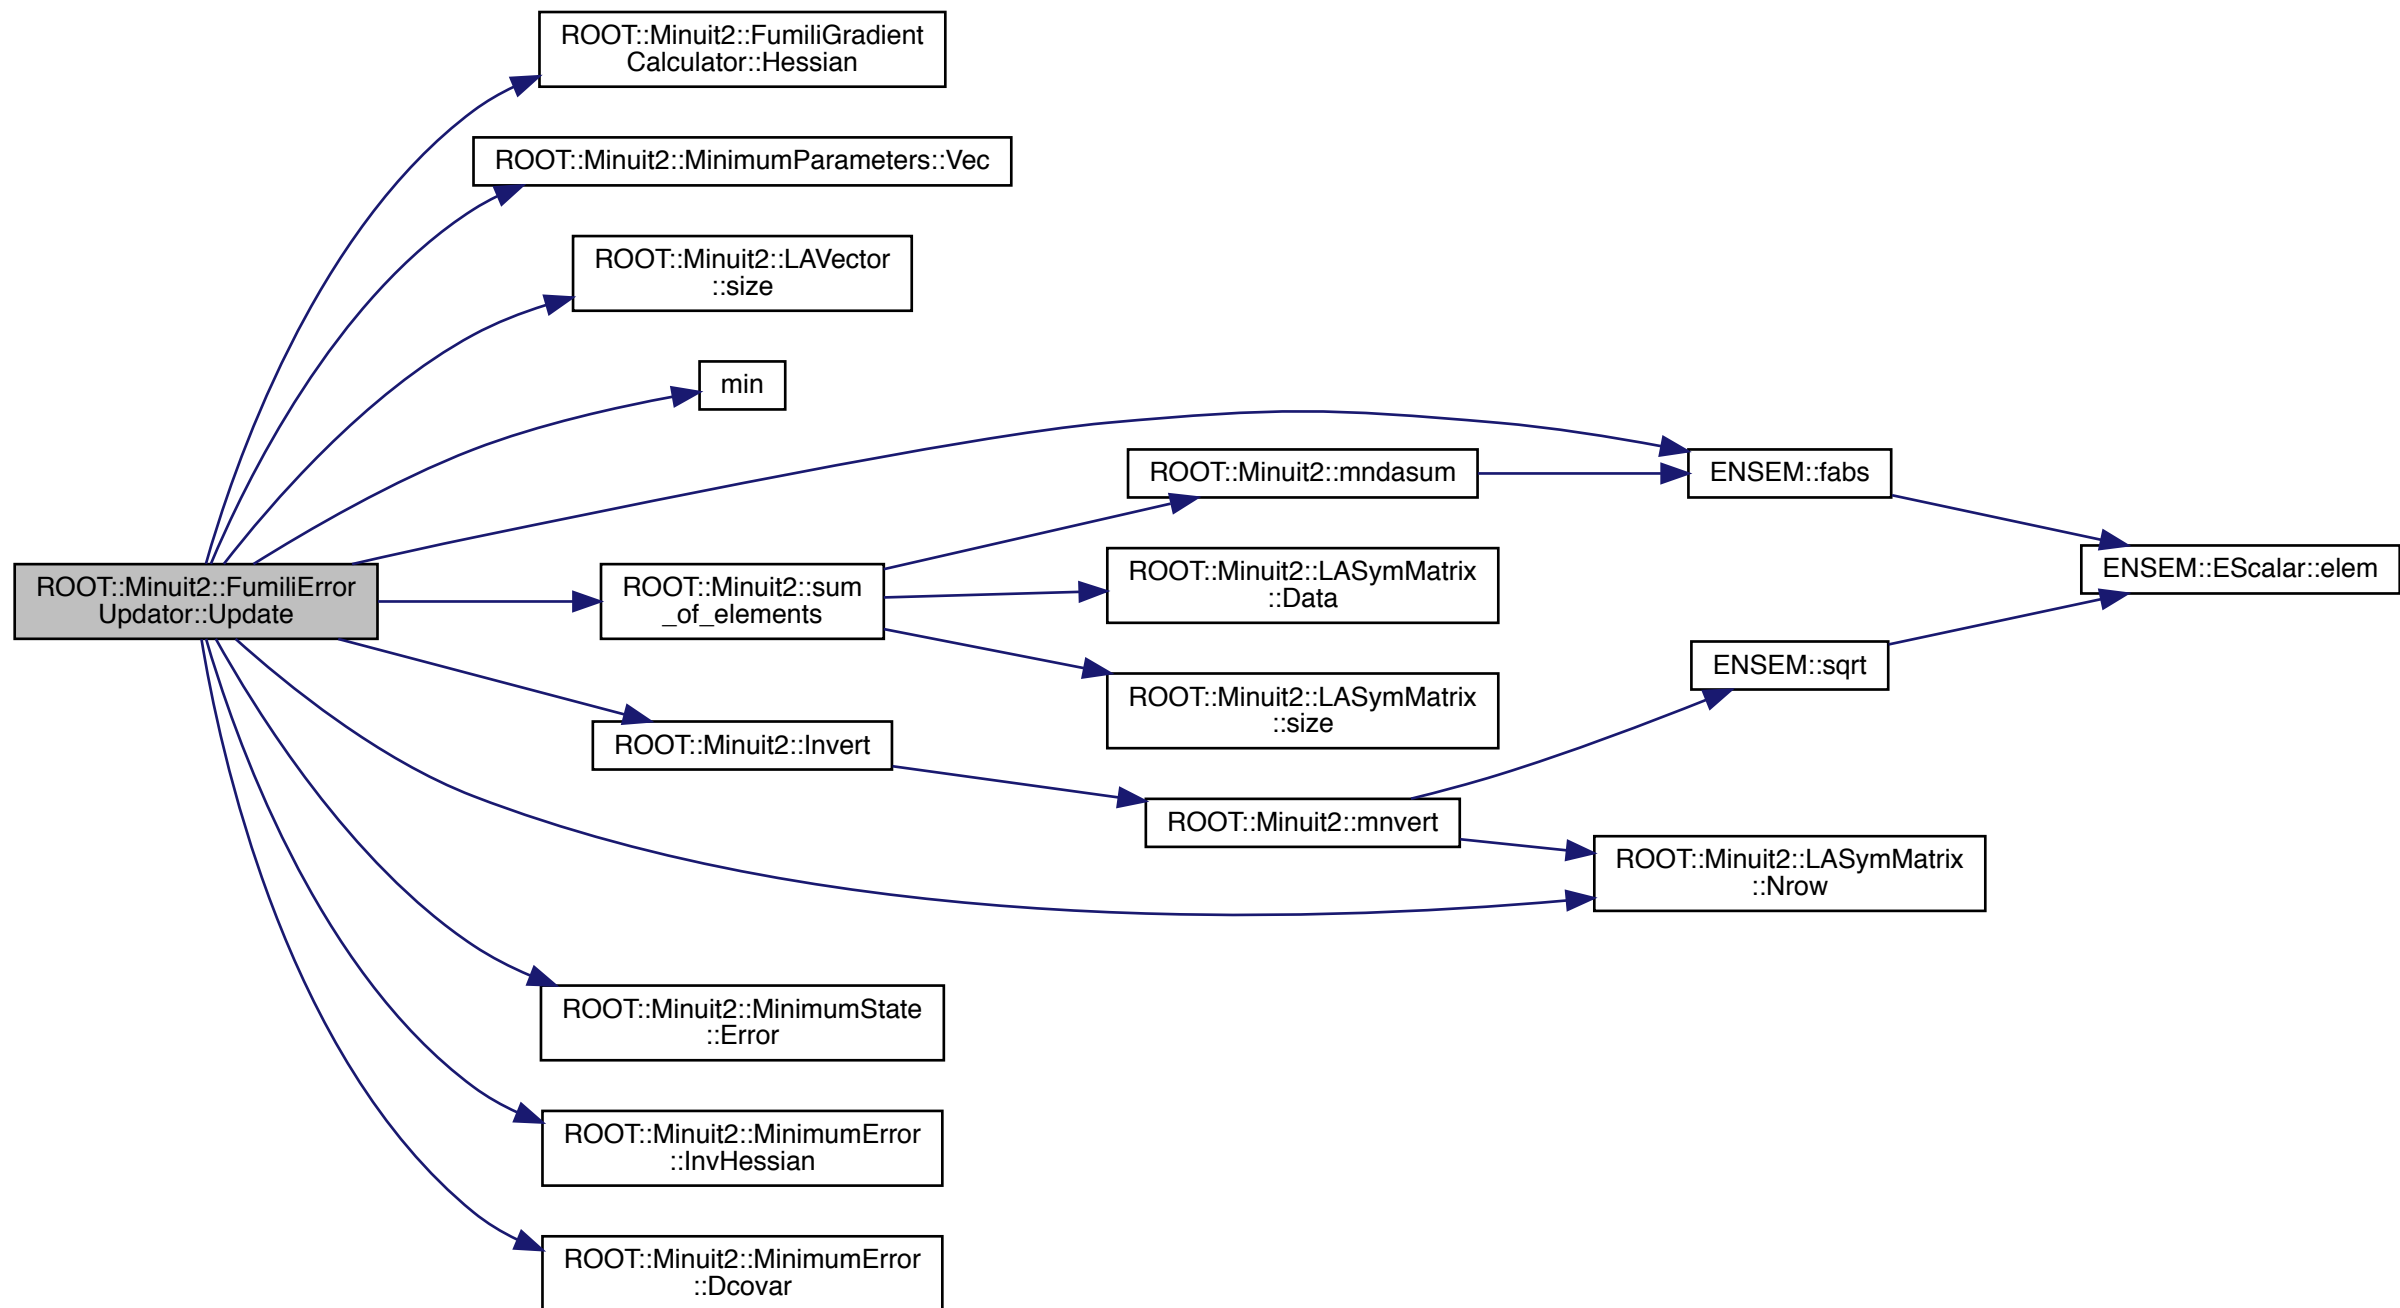 ROOT::Minuit2::FumiliGradient
Calculator::Hessian
ROOT::Minuit2::MinimumParameters::Vec
ROOT::Minuit2::LAVector
::size
min
ROOT::Minuit2::mndasum
ENSEM::fabs
ROOT::Minuit2::FumiliError
Updator::Update
ROOT::Minuit2::sum
_of_elements
ROOT::Minuit2::LASymMatrix
::Data
ENSEM::EScalar::elem
ROOT::Minuit2::LASymMatrix
::size
ENSEM::sqrt
ROOT::Minuit2::Invert
ROOT::Minuit2::mnvert
ROOT::Minuit2::LASymMatrix
::Nrow
ROOT::Minuit2::MinimumState
::Error
ROOT::Minuit2::MinimumError
::InvHessian
ROOT::Minuit2::MinimumError
::Dcovar